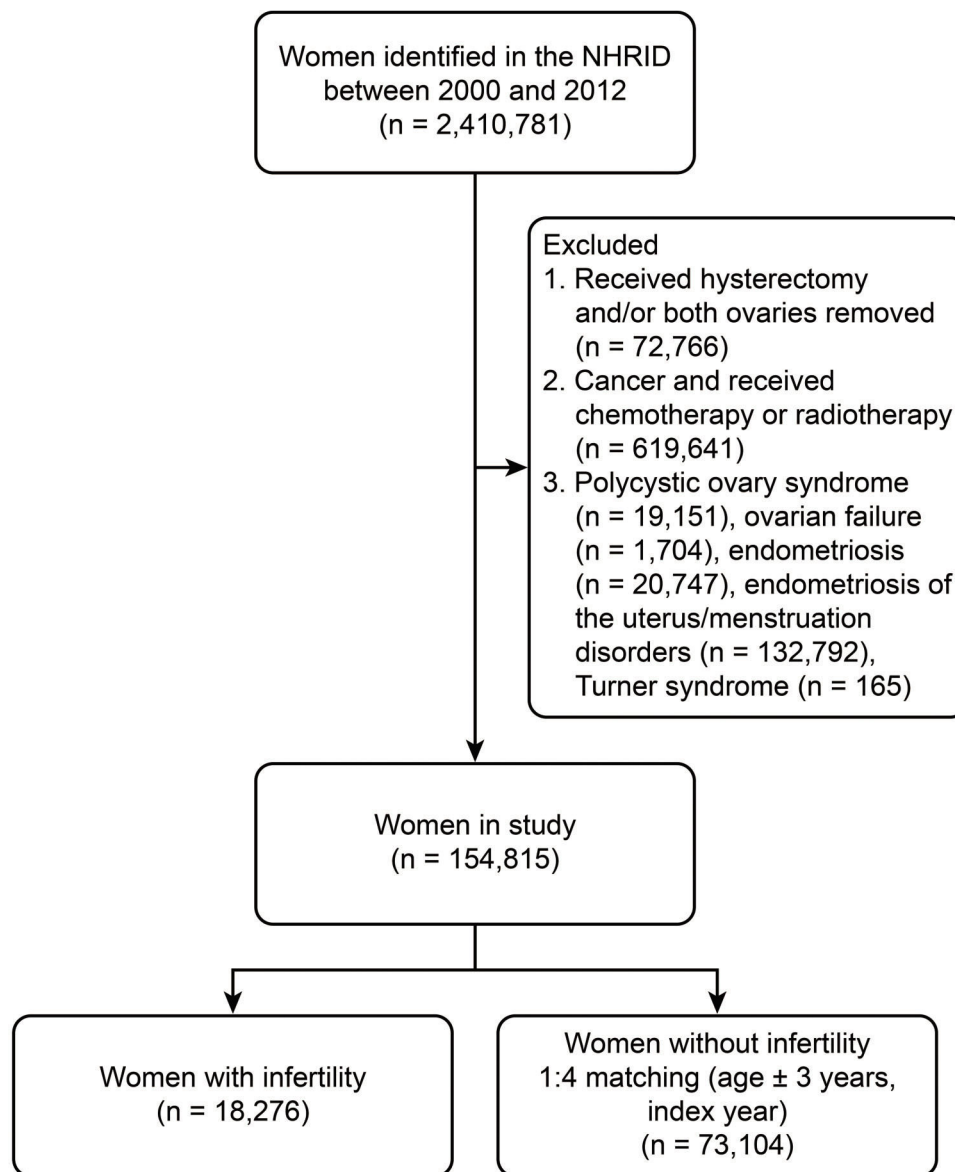 Women identified in the NHRID
between 2000 and 2012
(n = 2,410,781)
Excluded
1. Received hysterectomy
and/or both ovaries removed
(n = 72,766)
2. Cancer and received
chemotherapy or radiotherapy
(n = 619,641)
3. Polycystic ovary syndrome
(n = 19,151), ovarian failure
(n = 1,704), endometriosis
(n = 20,747), endometriosis of
the uterus/menstruation
disorders (n = 132,792),
Turner syndrome (n = 165)
Women in study
(n = 154,815)
Women with infertility
(n = 18,276)
Women without infertility
1:4 matching (age ± 3 years,
index year)
(n = 73,104)